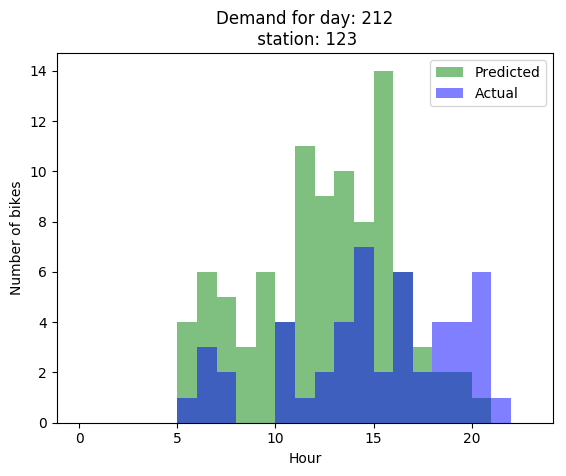 Demand for day: 212
station: 123
Predicted
Actual
Number of bikes
14
12
10
8
6
4
2
0
0 5 10 15 20
Hour